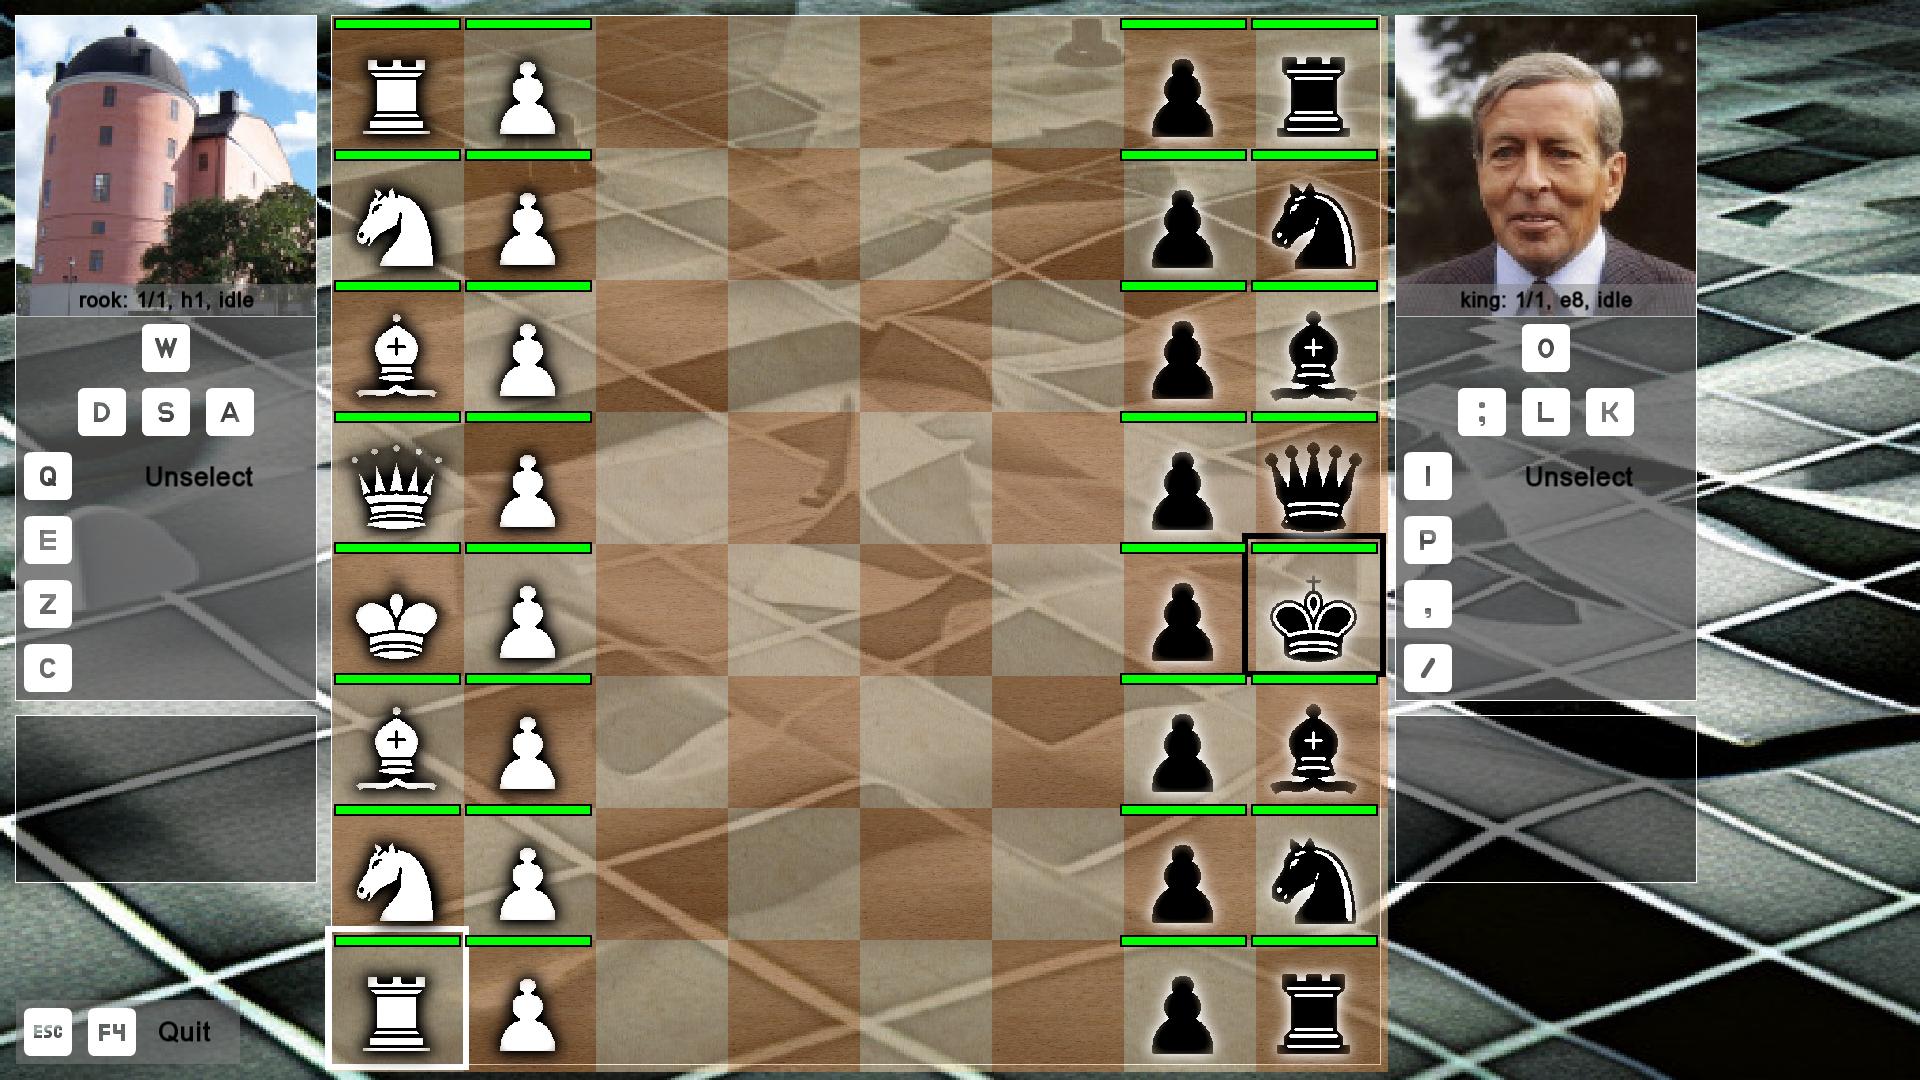 rook: 1/1, h1, idle
W
D S A
Q Unselect
E
Z
C
ESC F4 Quit
king: 1/1, e8, idle
O
; L K
I Unselect
P
,
/